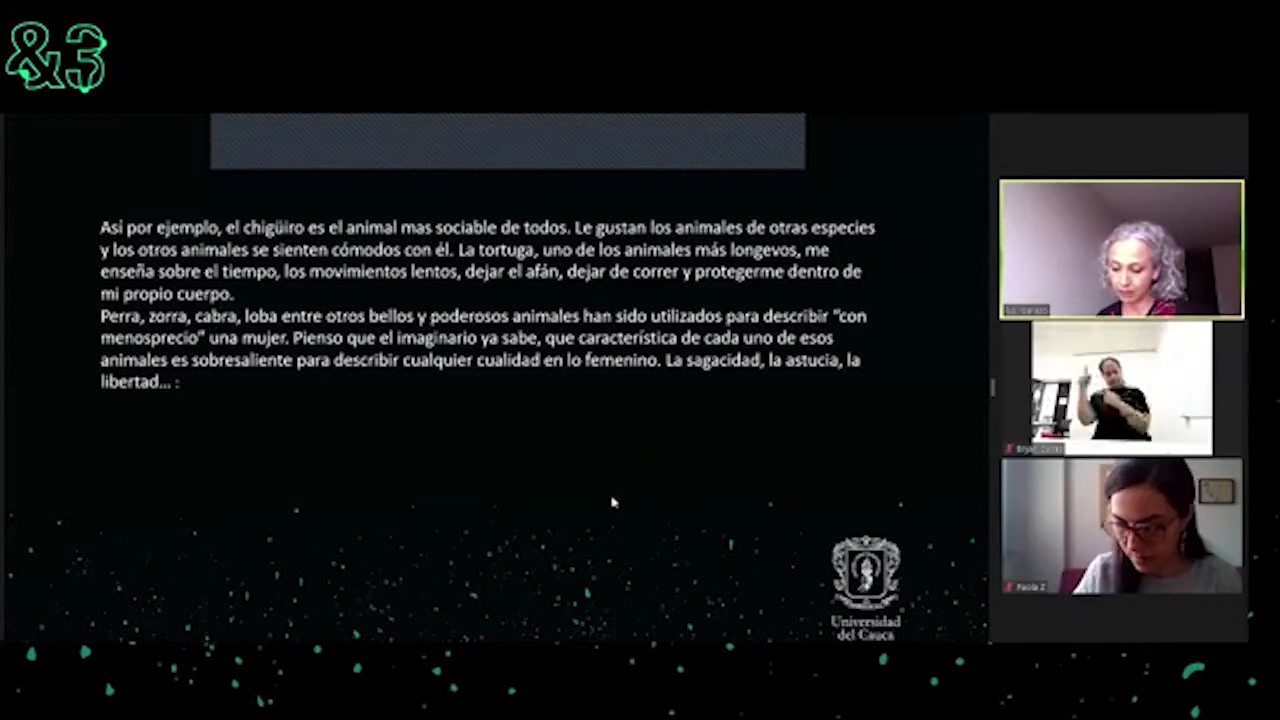 &3
Así por ejemplo, el chigüiro es el animal mas sociable de todos. Le gustan los animales de otras especies
y los otros animales se sienten cómodos con él. La tortuga, uno de los animales más longevos, me
enseña sobre el tiempo, los movimientos lentos, dejar el afán, dejar de correr y protegerme dentro de
mi propio cuerpo.
Perra, zorra, cabra, loba entre otros bellos y poderosos animales han sido utilizados para describir “con
menosprecio” una mujer. Pienso que el imaginario ya sabe, que característica de cada uno de esos
animales es sobresaliente para describir cualquier cualidad en lo femenino. La sagacidad, la astucia, la
libertad... :
Universidad
del Cauca